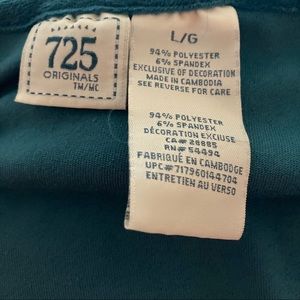 725
ORIGINALS
TM/MC
L/G
94% POLYESTER
6% SPANDEX
EXCLUSIVE OF DECORATION
MADE IN CAMBODIA
SEE REVERSE FOR CARE
94% POLYESTER
6% SPANDEX
DÉCORATION EXCLUSE
CA# 28885
RN# 54494
FABRIQUÉ EN CAMBODGE
UPC# 717960144704
ENTRETIEN AU VERSO